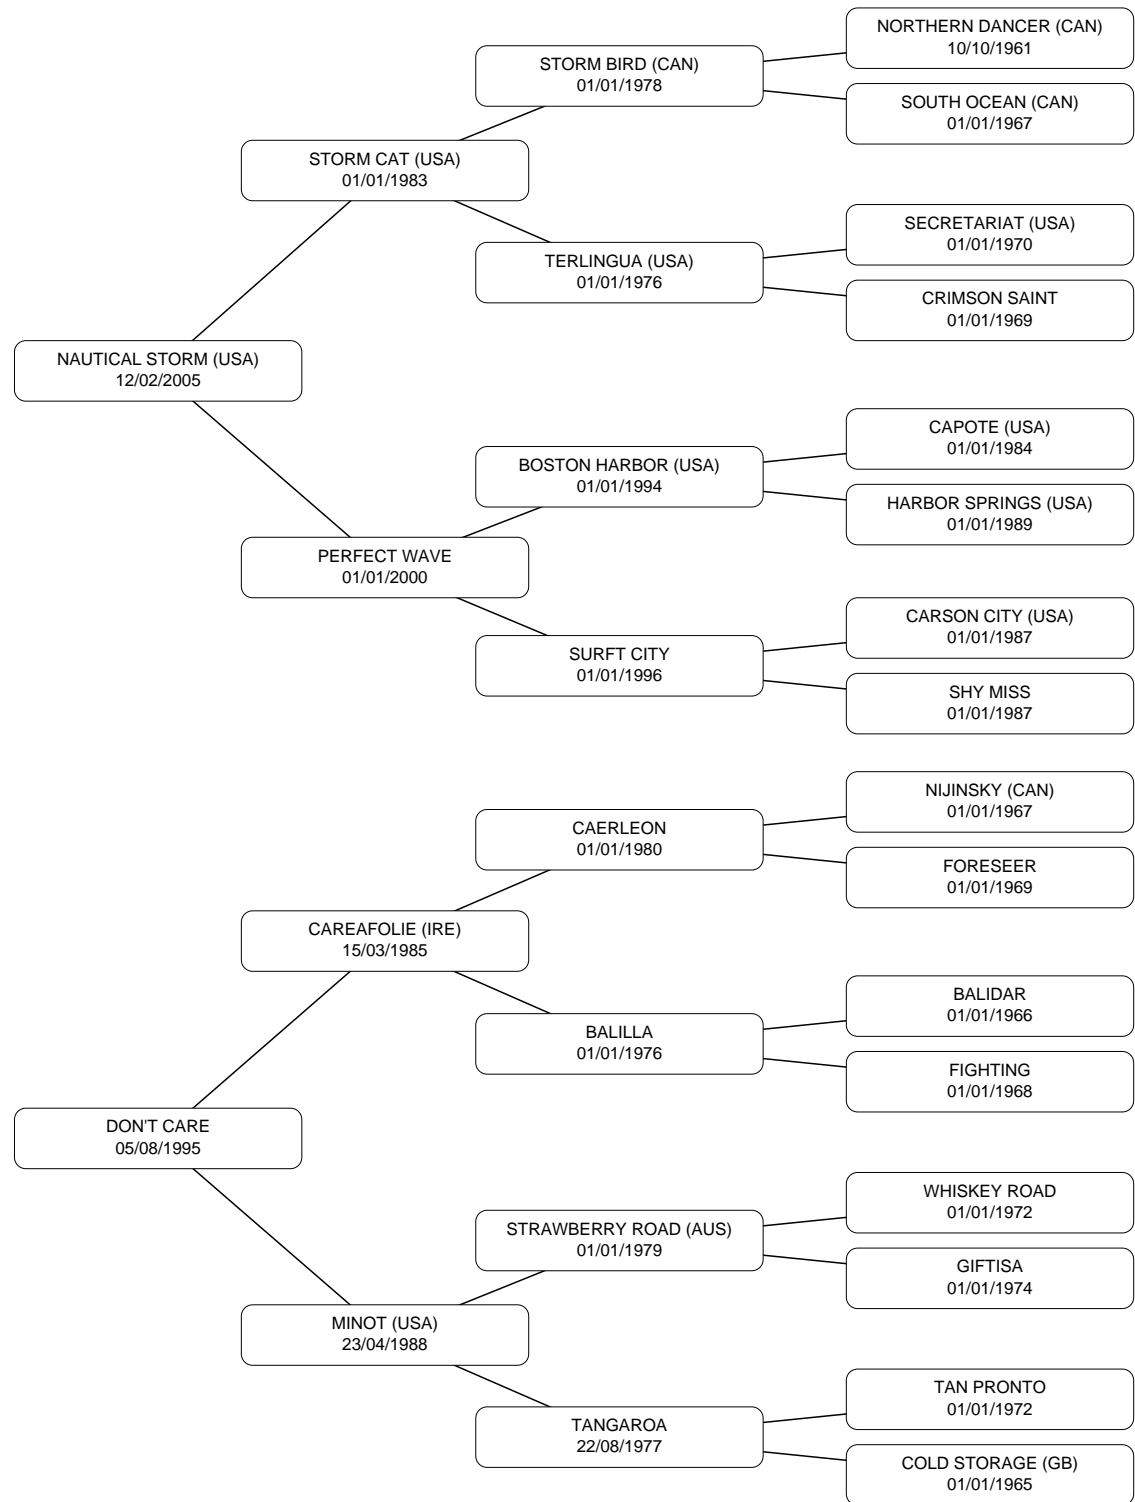 NORTHERN DANCER (CAN)
10/10/1961
STORM BIRD (CAN)
01/01/1978
SOUTH OCEAN (CAN)
01/01/1967
STORM CAT (USA)
01/01/1983
SECRETARIAT (USA)
01/01/1970
TERLINGUA (USA)
01/01/1976
CRIMSON SAINT
01/01/1969
NAUTICAL STORM (USA)
12/02/2005
CAPOTE (USA)
01/01/1984
BOSTON HARBOR (USA)
01/01/1994
HARBOR SPRINGS (USA)
01/01/1989
PERFECT WAVE
01/01/2000
CARSON CITY (USA)
01/01/1987
SURFT CITY
01/01/1996
SHY MISS
01/01/1987
NIJINSKY (CAN)
01/01/1967
CAERLEON
01/01/1980
FORESEER
01/01/1969
CAREAFOLIE (IRE)
15/03/1985
BALIDAR
01/01/1966
BALILLA
01/01/1976
FIGHTING
01/01/1968
DON'T CARE
05/08/1995
WHISKEY ROAD
01/01/1972
STRAWBERRY ROAD (AUS)
01/01/1979
GIFTISA
01/01/1974
MINOT (USA)
23/04/1988
TAN PRONTO
01/01/1972
TANGAROA
22/08/1977
COLD STORAGE (GB)
01/01/1965